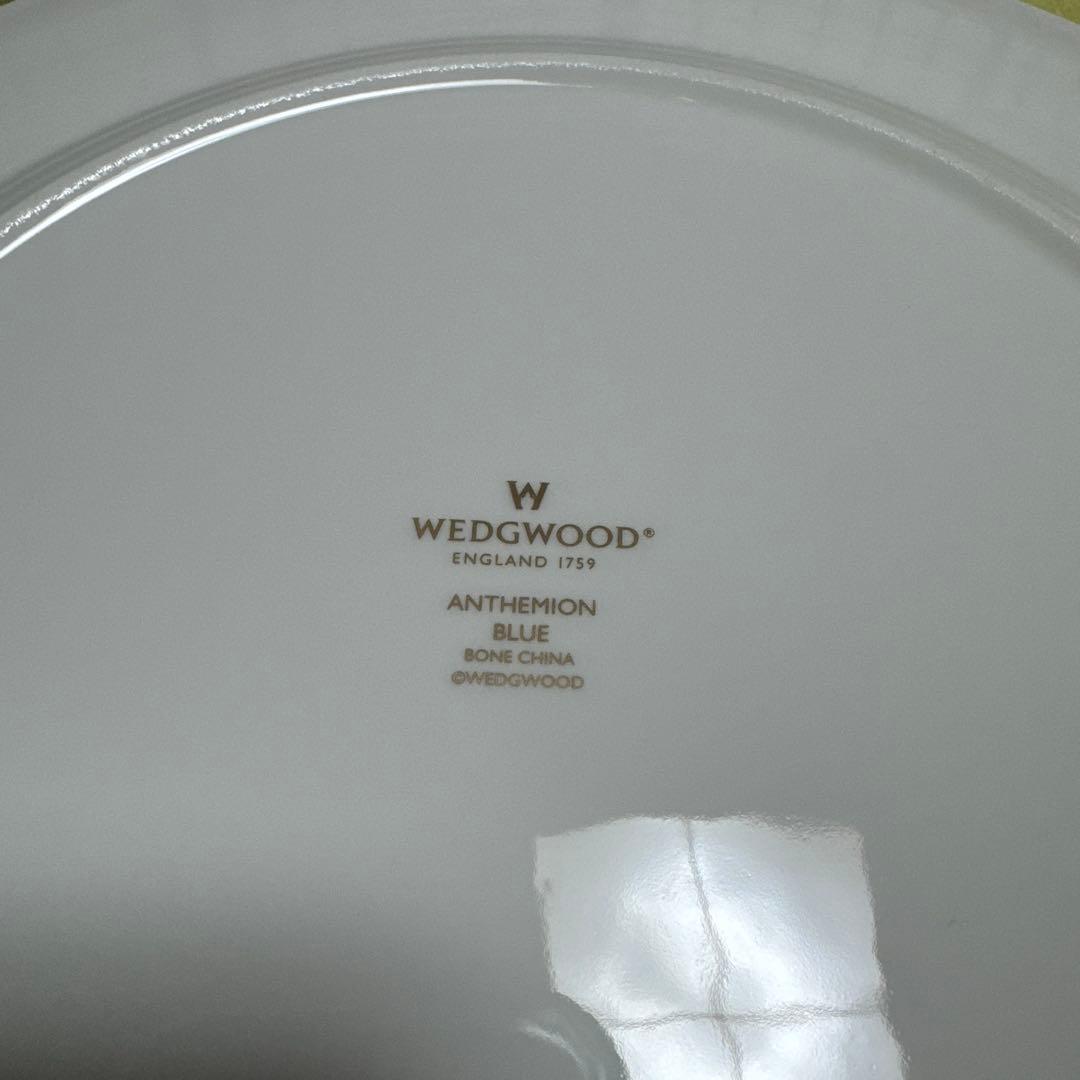 W
WEDGWOOD®
ENGLAND 1759
ANTHEMION
BLUE
BONE CHINA
©WEDGWOOD